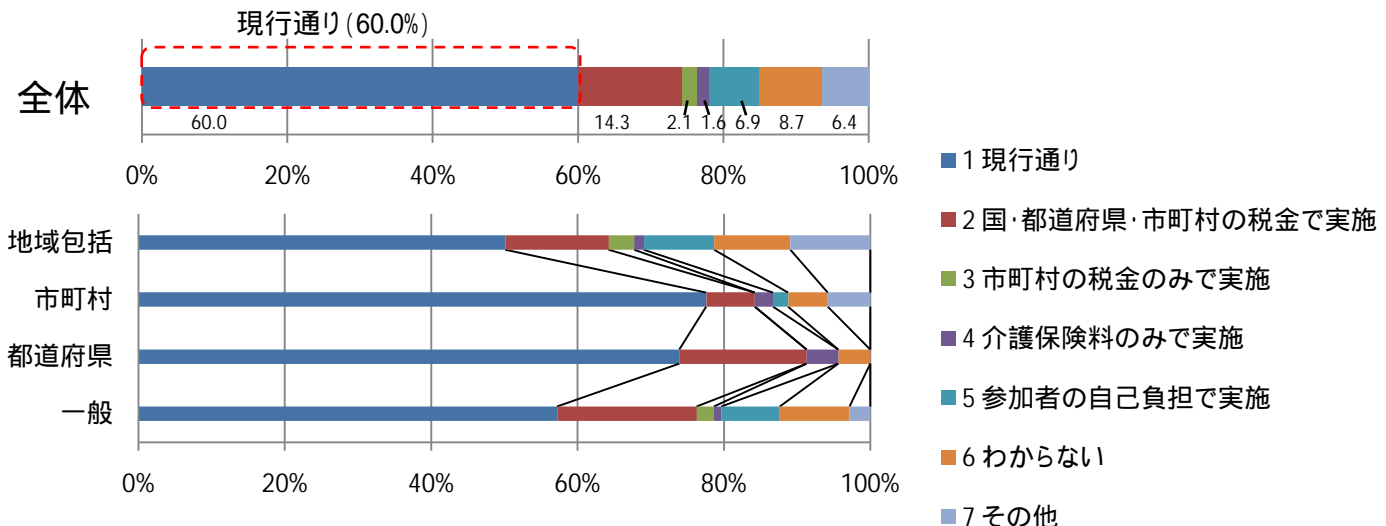 現行通り(60.0%)
全体
60.0 14.3 2.1 1.6 6.9 8.7 6.4
0% 20% 40% 60% 80% 100%
地域包括
市町村
都道府県
一般
0% 20% 40% 60% 80% 100%
1 現行通り
2 国・都道府県・市町村の税金で実施
3 市町村の税金のみで実施
4 介護保険料のみで実施
5 参加者の自己負担で実施
6 わからない
7 その他